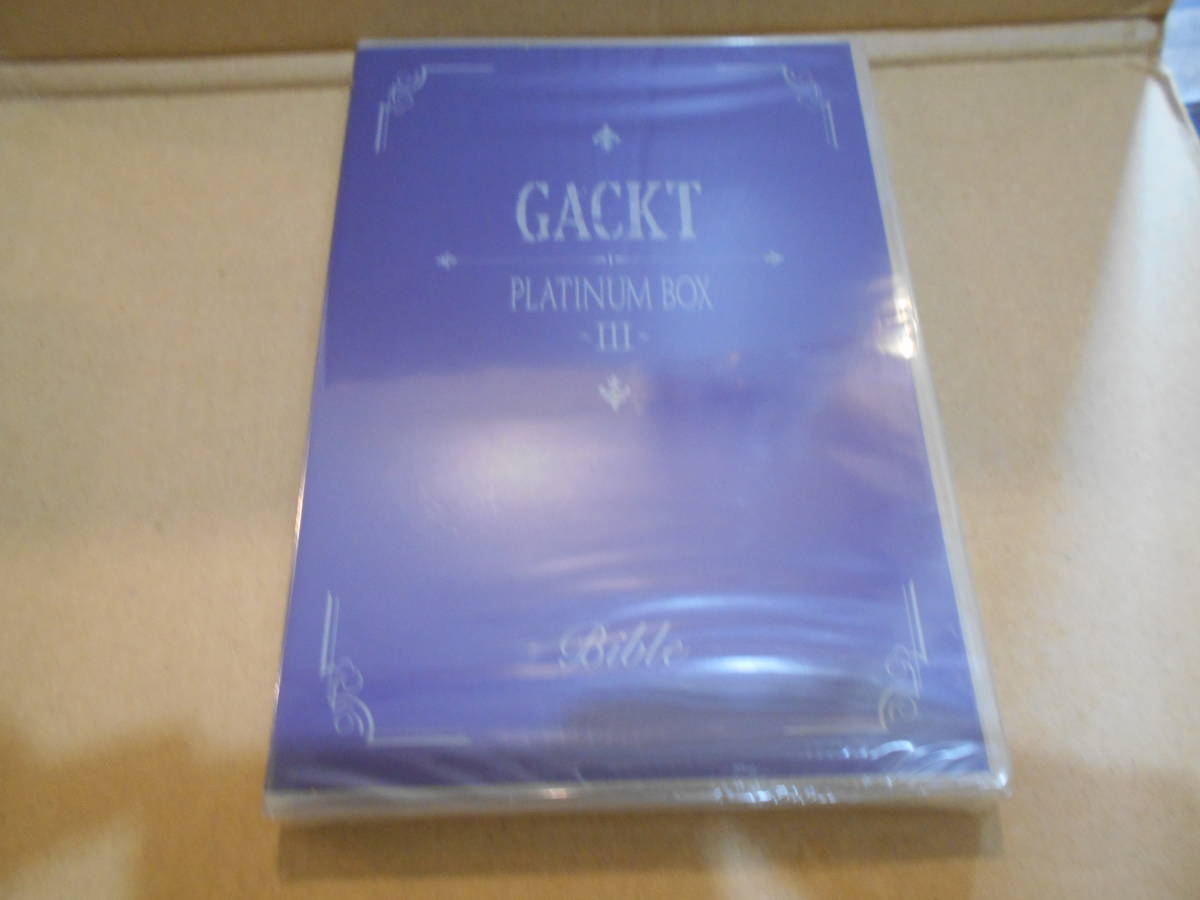 GACKT
PLATINUM BOX
~III~
Bible